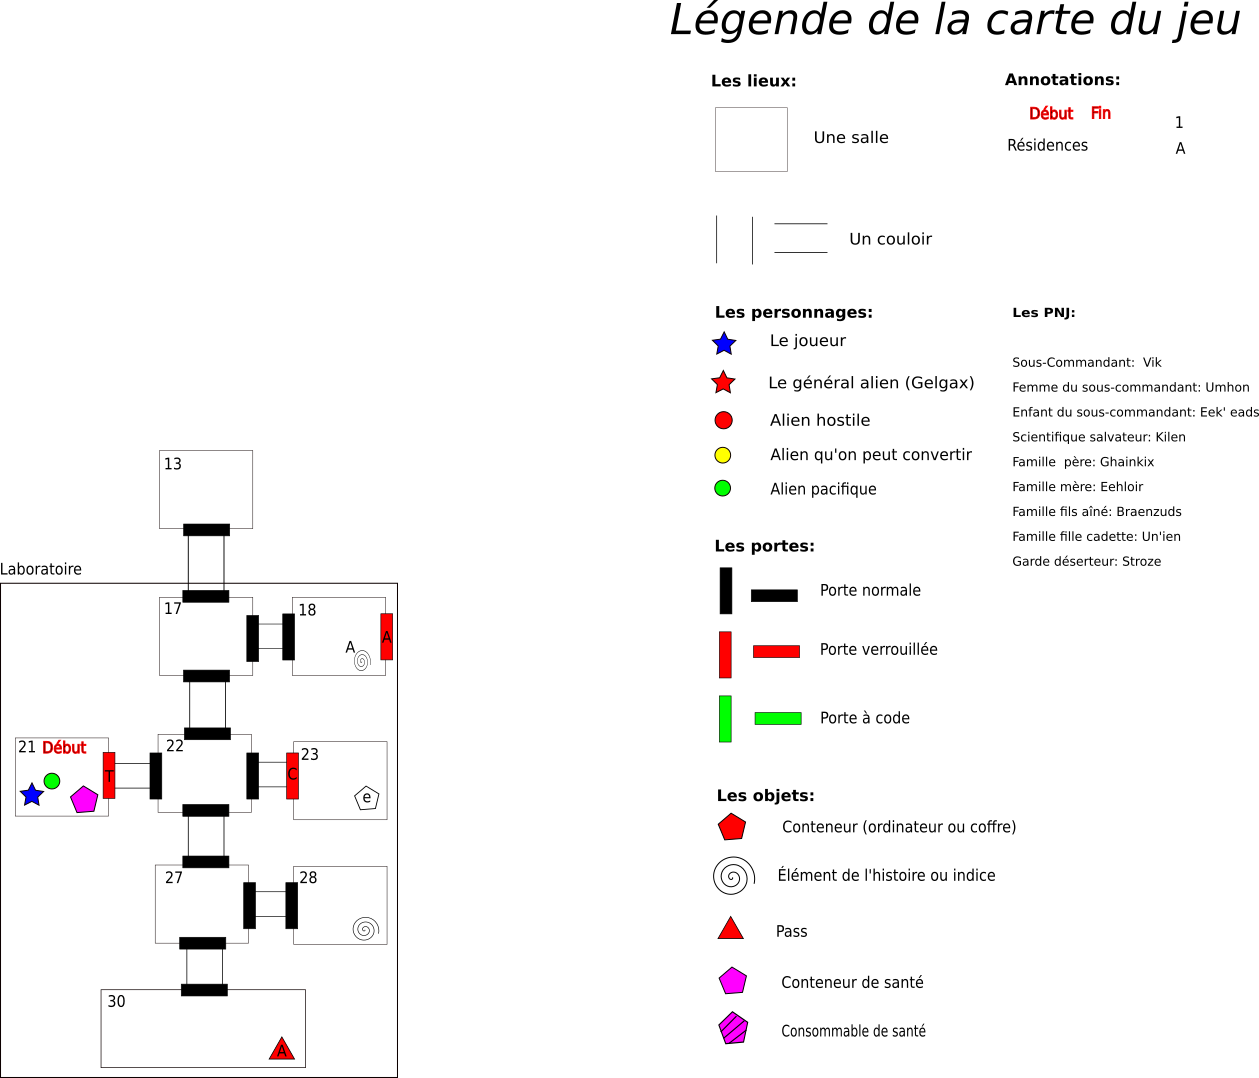 Légende de la carte du jeu
Les lieux:
Annotations:
Début Fin
1
Une salle
Résidences
A
Un couloir
Les personnages:
Les PNJ:
Le joueur
Sous-Commandant:  Vik
Le général alien (Gelgax)
Femme du sous-commandant: Umhon
Alien hostile
Enfant du sous-commandant: Eek' eads
Scientifique salvateur: Kilen
Alien qu'on peut convertir
Famille  père: Ghainkix
Alien pacifique
Famille mère: Eehloir
Famille fils aîné: Braenzuds
Famille fille cadette: Un'ien
Garde déserteur: Stroze
Les portes:
Porte normale
Porte verrouillée
Porte à code
Les objets:
Conteneur (ordinateur ou coffre)
Élément de l'histoire ou indice
Pass
Conteneur de santé
Consommable de santé
13
Laboratoire
17
18
A
A
21 Début
22
23
T
C
e
27
28
30
A